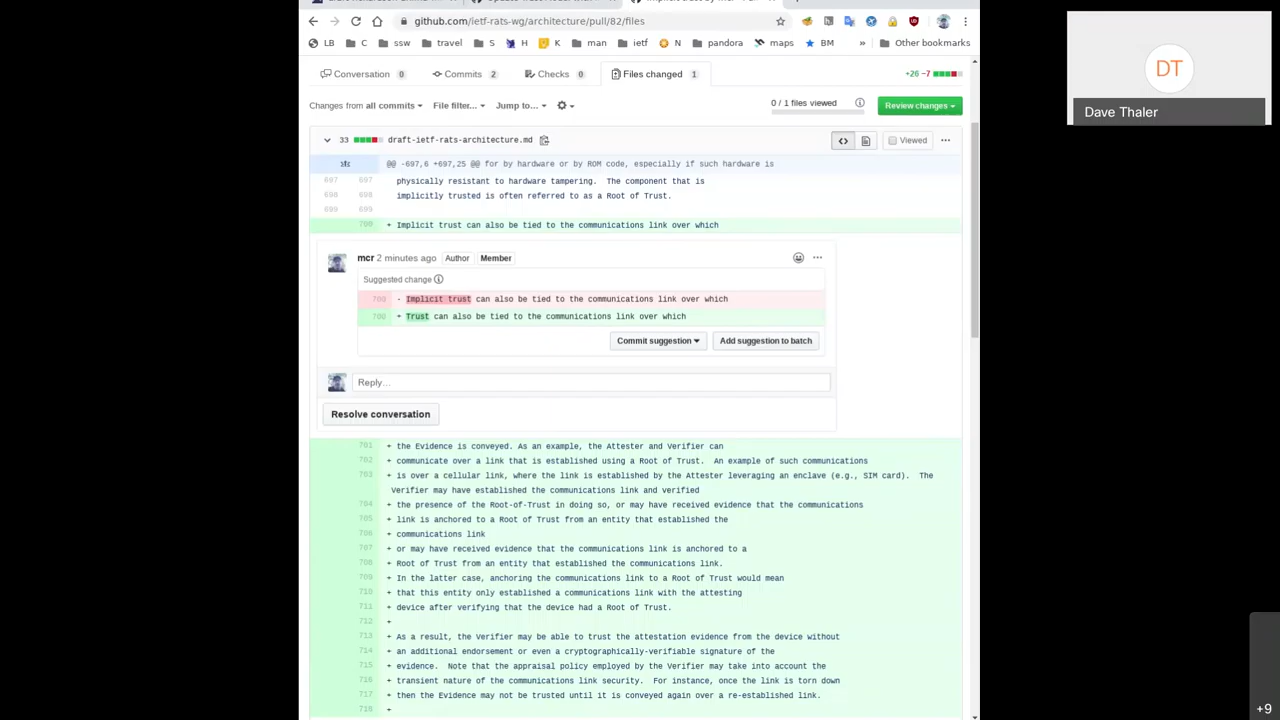 github.com/ietf-rats-wg/architecture/pull/82/files
LB C ssw travel S H Y K man ietf N pandora maps BM » Other bookmarks
Conversation 0 Commits 2 Checks 0 Files changed 1 +26 −7
Changes from all commits File filter... Jump to... 0 / 1 files viewed Review changes
33 draft-ietf-rats-architecture.md <> Viewed ...
@@ -697,6 +697,25 @@ for by hardware or by ROM code, especially if such hardware is
697 697 physically resistant to hardware tampering. The component that is
698 698 implicitly trusted is often referred to as a Root of Trust.
699 699
700 + Implicit trust can also be tied to the communications link over which
mcr 2 minutes ago Author Member
Suggested change
700 - Implicit trust can also be tied to the communications link over which
700 + Trust can also be tied to the communications link over which
Commit suggestion Add suggestion to batch
Reply...
Resolve conversation
701 + the Evidence is conveyed. As an example, the Attester and Verifier can
702 + communicate over a link that is established using a Root of Trust. An example of such communications
703 + is over a cellular link, where the link is established by the Attester leveraging an enclave (e.g., SIM card). The
Verifier may have established the communications link and verified
704 + the presence of the Root-of-Trust in doing so, or may have received evidence that the communications
705 + link is anchored to a Root of Trust from an entity that established the
706 + communications link
707 + or may have received evidence that the communications link is anchored to a
708 + Root of Trust from an entity that established the communications link.
709 + In the latter case, anchoring the communications link to a Root of Trust would mean
710 + that this entity only established a communications link with the attesting
711 + device after verifying that the device had a Root of Trust.
712 +
713 + As a result, the Verifier may be able to trust the attestation evidence from the device without
714 + an additional endorsement or even a cryptographically-verifiable signature of the
715 + evidence. Note that the appraisal policy employed by the Verifier may take into account the
716 + transient nature of the communications link security. For instance, once the link is torn down
717 + then the Evidence may not be trusted until it is conveyed again over a re-established link.
718 +
DT
Dave Thaler
+9